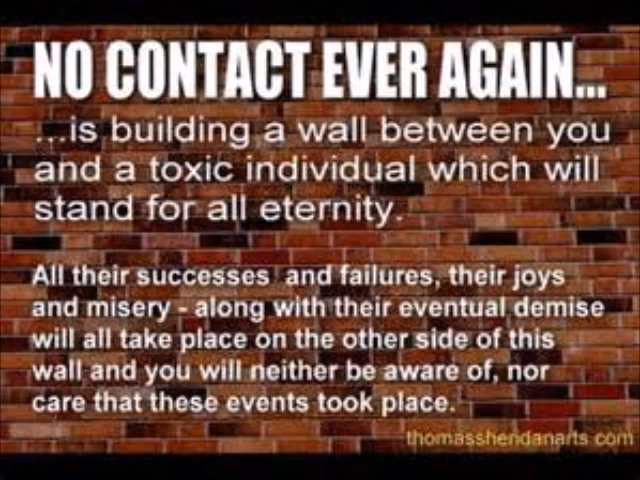 NO CONTACT EVER AGAIN...
...is building a wall between you
and a toxic individual which will
stand for all eternity.
All their successes and failures, their joys
and misery - along with their eventual demise
will all take place on the other side of this
wall and you will neither be aware of, nor
care that these events took place.
thomassheridanarts.com